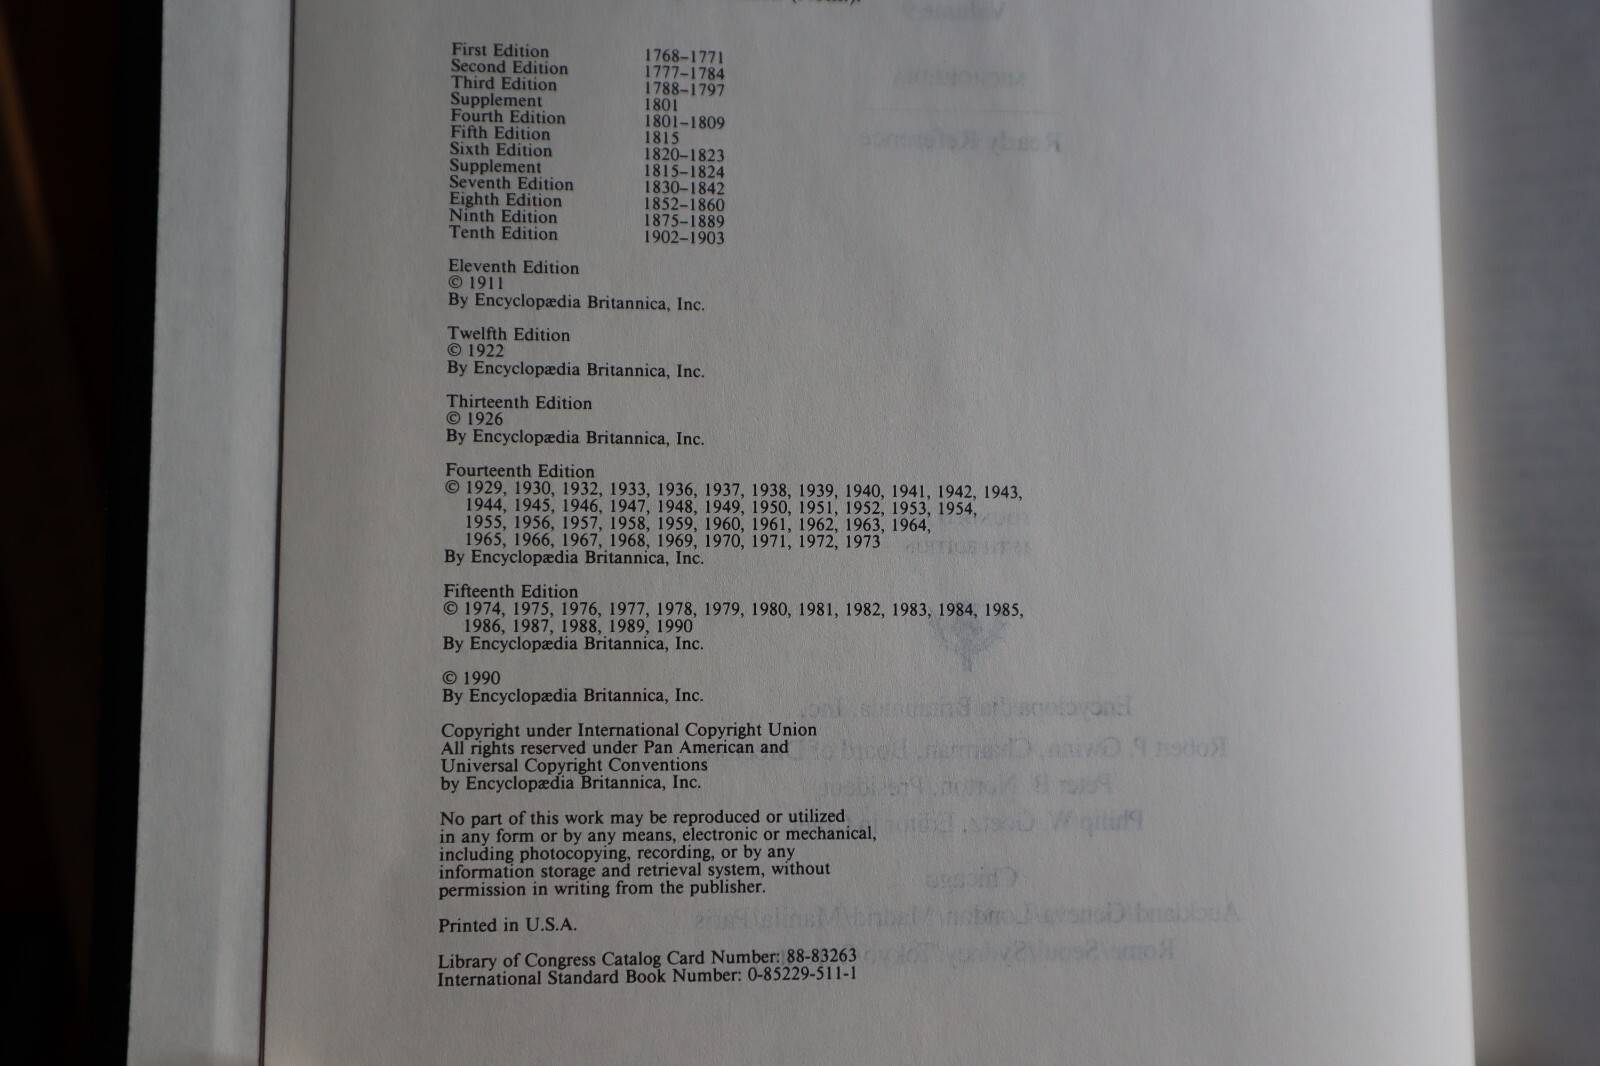 First Edition 1768–1771
Second Edition 1777–1784
Third Edition 1788–1797
Supplement 1801
Fourth Edition 1801–1809
Fifth Edition 1815
Sixth Edition 1820–1823
Supplement 1815–1824
Seventh Edition 1830–1842
Eighth Edition 1852–1860
Ninth Edition 1875–1889
Tenth Edition 1902–1903
Eleventh Edition
© 1911
By Encyclopædia Britannica, Inc.
Twelfth Edition
© 1922
By Encyclopædia Britannica, Inc.
Thirteenth Edition
© 1926
By Encyclopædia Britannica, Inc.
Fourteenth Edition
© 1929, 1930, 1932, 1933, 1936, 1937, 1938, 1939, 1940, 1941, 1942, 1943,
1944, 1945, 1946, 1947, 1948, 1949, 1950, 1951, 1952, 1953, 1954,
1955, 1956, 1957, 1958, 1959, 1960, 1961, 1962, 1963, 1964,
1965, 1966, 1967, 1968, 1969, 1970, 1971, 1972, 1973
By Encyclopædia Britannica, Inc.
Fifteenth Edition
© 1974, 1975, 1976, 1977, 1978, 1979, 1980, 1981, 1982, 1983, 1984, 1985,
1986, 1987, 1988, 1989, 1990
By Encyclopædia Britannica, Inc.
© 1990
By Encyclopædia Britannica, Inc.
Copyright under International Copyright Union
All rights reserved under Pan American and
Universal Copyright Conventions
by Encyclopædia Britannica, Inc.
No part of this work may be reproduced or utilized
in any form or by any means, electronic or mechanical,
including photocopying, recording, or by any
information storage and retrieval system, without
permission in writing from the publisher.
Printed in U.S.A.
Library of Congress Catalog Card Number: 88-83263
International Standard Book Number: 0-85229-511-1